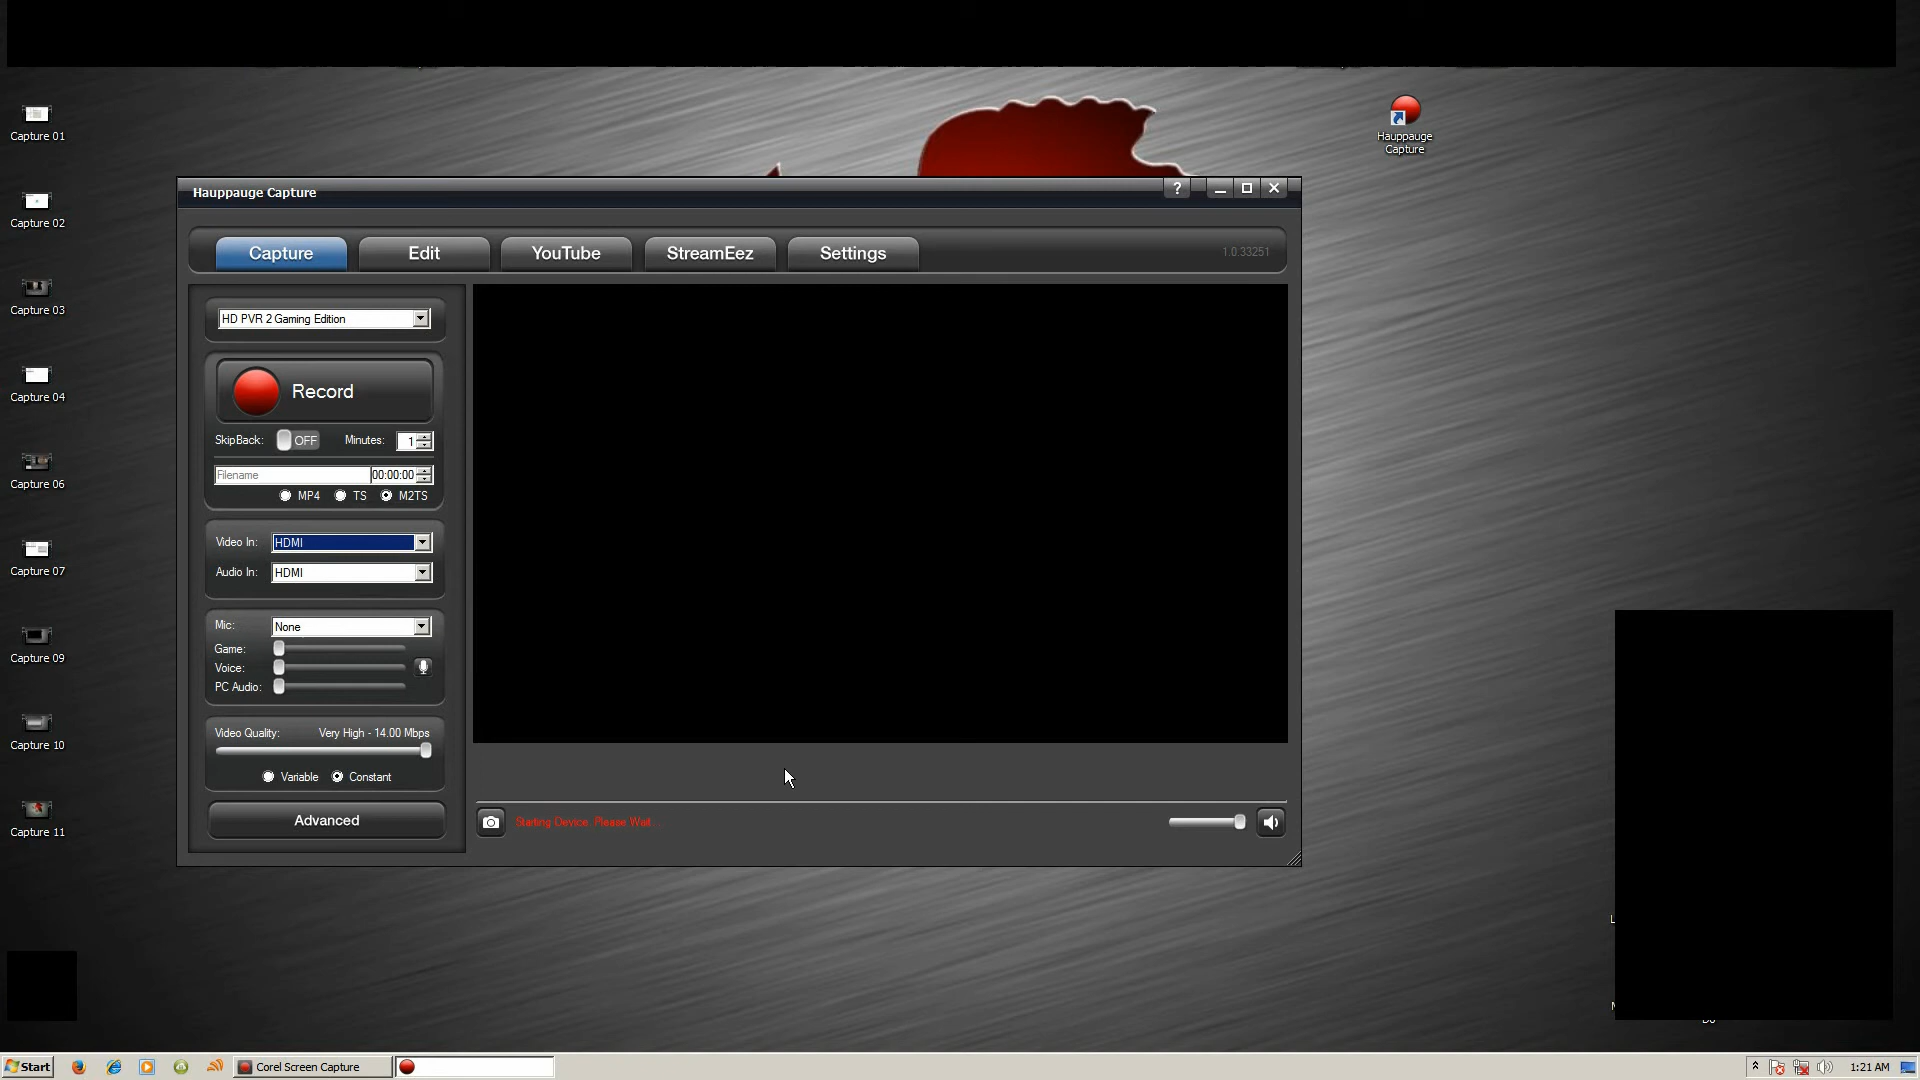 Capture 01
Capture 02
Capture 03
Capture 04
Capture 06
Capture 07
Capture 09
Capture 10
Capture 11
Hauppauge
Capture
Hauppauge Capture
?
Capture
Edit
YouTube
StreamEez
Settings
1.0.33251
HD PVR 2 Gaming Edition
Record
SkipBack: OFF Minutes: 1
Filename 00:00:00
MP4 TS M2TS
Video In: HDMI
Audio In: HDMI
Mic: None
Game:
Voice:
PC Audio:
Video Quality: Very High - 14.00 Mbps
Variable Constant
Advanced
Starting Device. Please Wait...
Start
Corel Screen Capture
1:21 AM